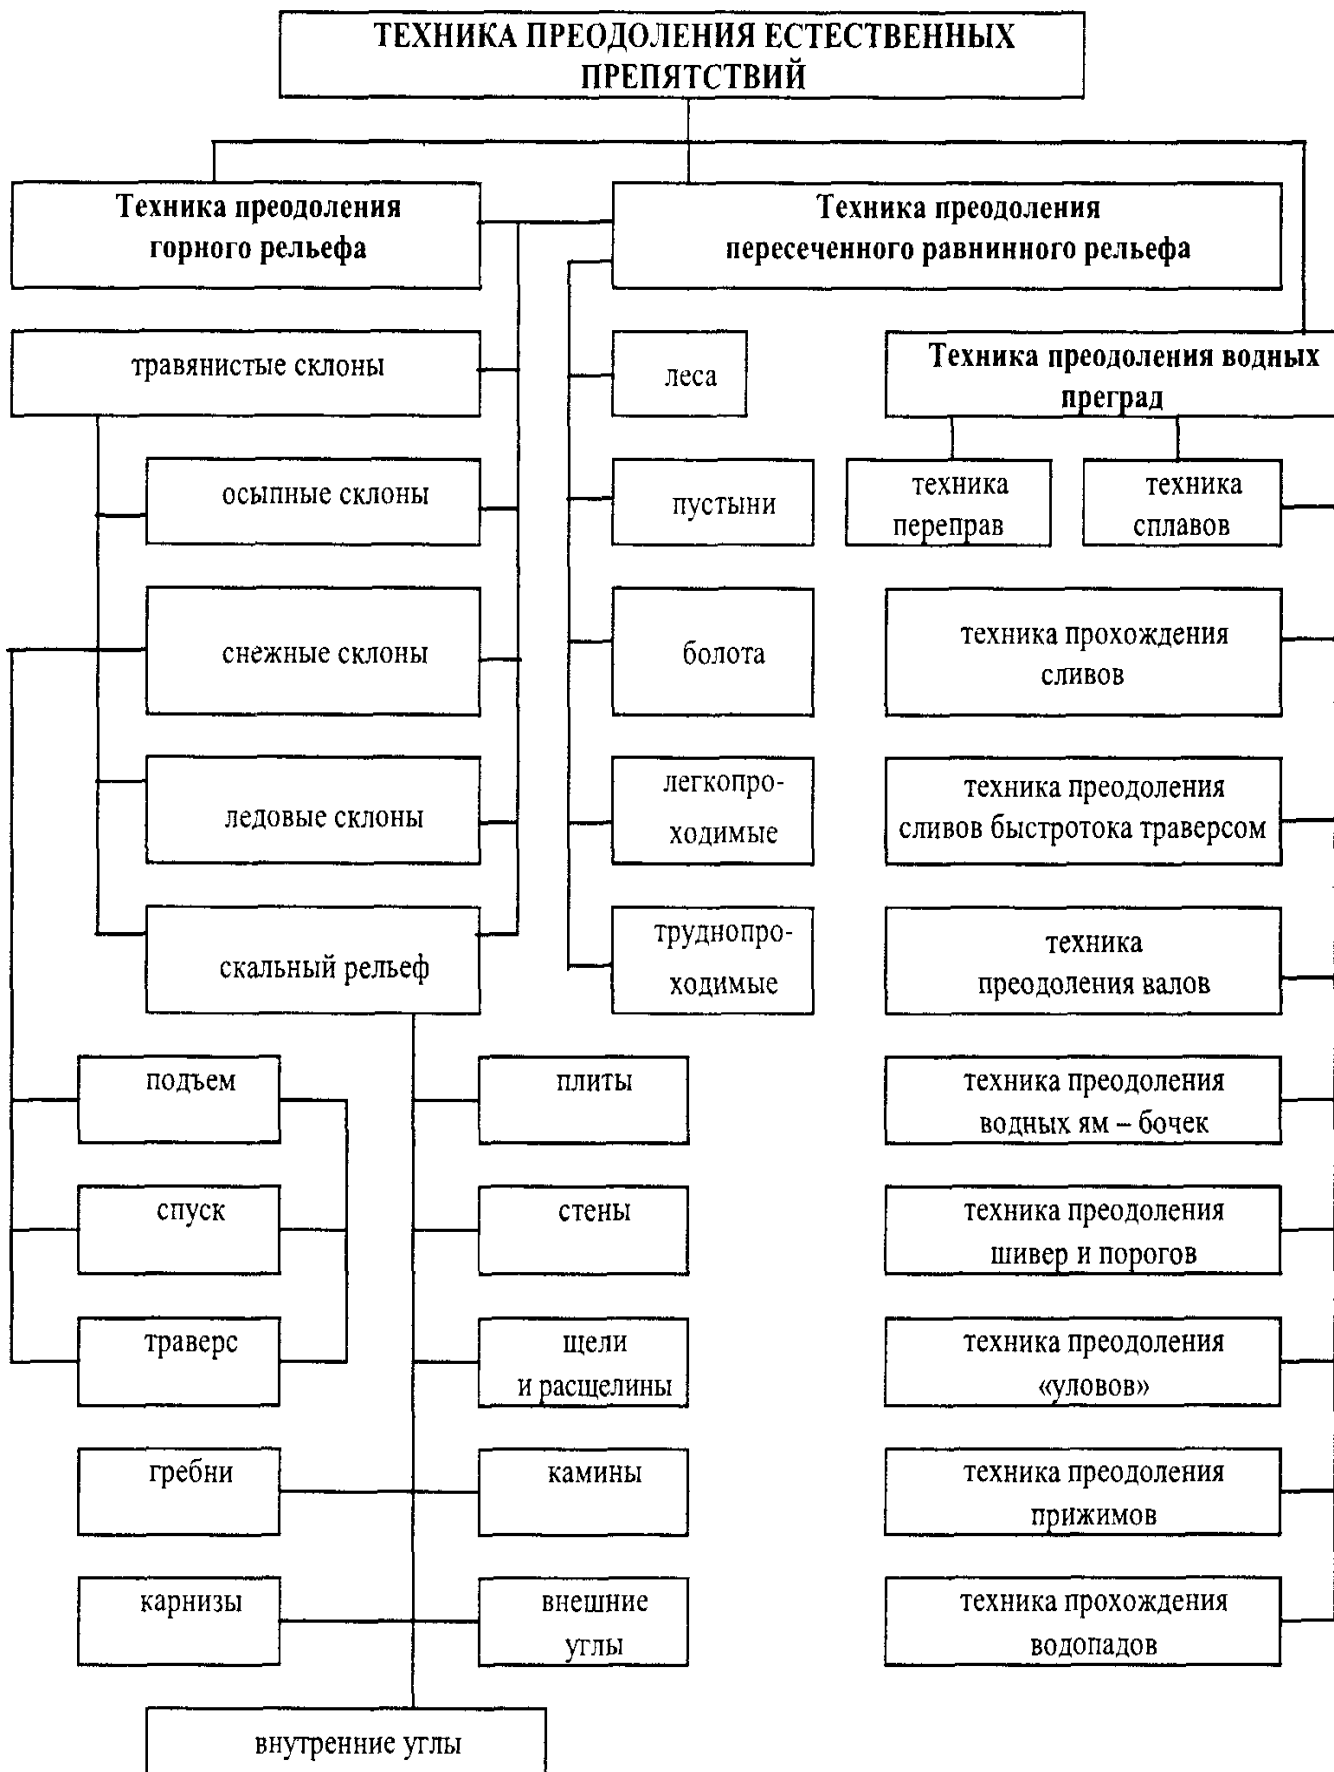 ТЕХНИКА ПРЕОДОЛЕНИЯ ЕСТЕСТВЕННЫХ
ПРЕПЯТСТВИЙ
Техника преодоления
горного рельефа
Техника преодоления
пересеченного равнинного рельефа
травянистые склоны
леса
Техника преодоления водных
преград
осыпные склоны
пустыни
техника
переправ
техника
сплавов
снежные склоны
болота
техника прохождения
сливов
ледовые склоны
легкопро-
ходимые
техника преодоления
сливов быстротока траверсом
скальный рельеф
труднопро-
ходимые
техника
преодоления валов
подъем
плиты
техника преодоления
водных ям – бочек
спуск
стены
техника преодоления
шивер и порогов
траверс
щели
и расщелины
техника преодоления
«уловов»
гребни
камины
техника преодоления
прижимов
карнизы
внешние
углы
техника прохождения
водопадов
внутренние углы